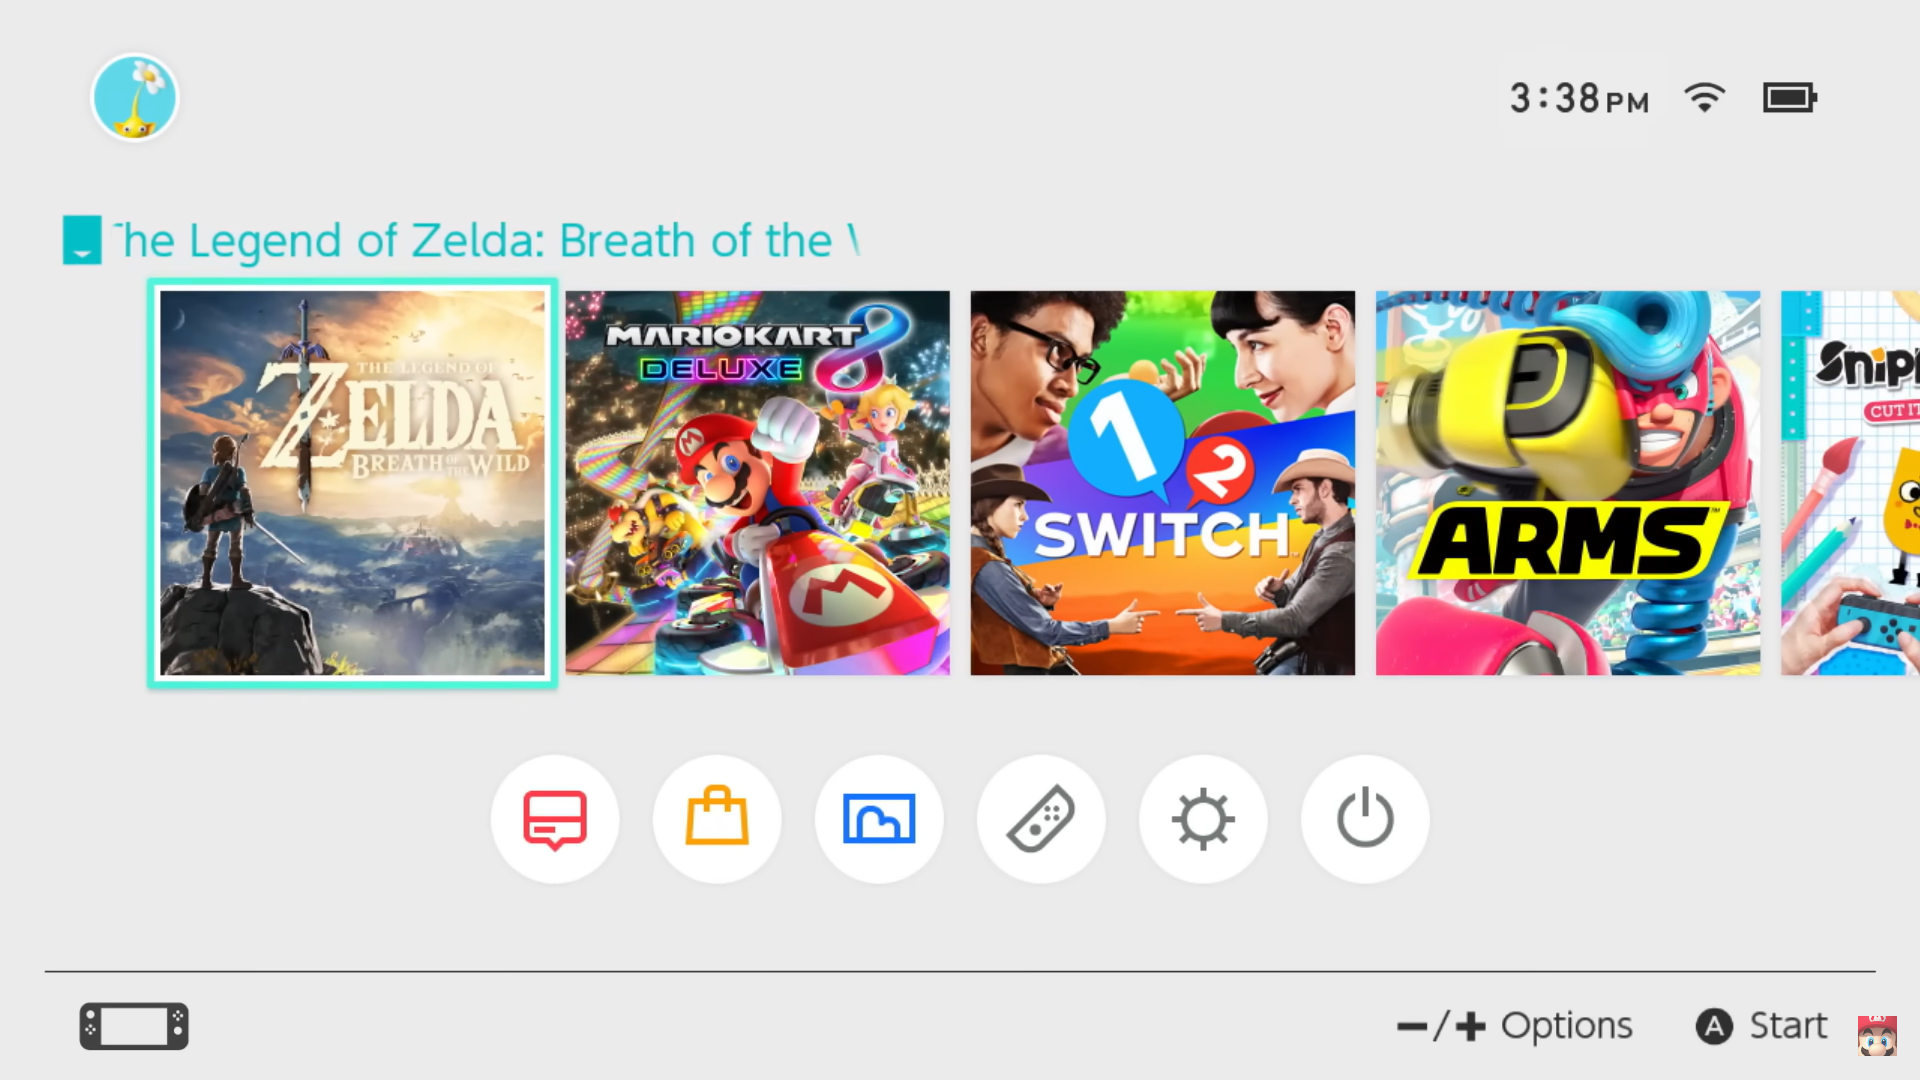 3:38 PM
The Legend of Zelda: Breath of the
THE LEGEND OF
ZELDA
BREATH OF THE WILD
MARIOKART 8
DELUXE
M
M
1
2
SWITCH
ARMS™
Snip
CUT IT
−/+ Options
A Start
M